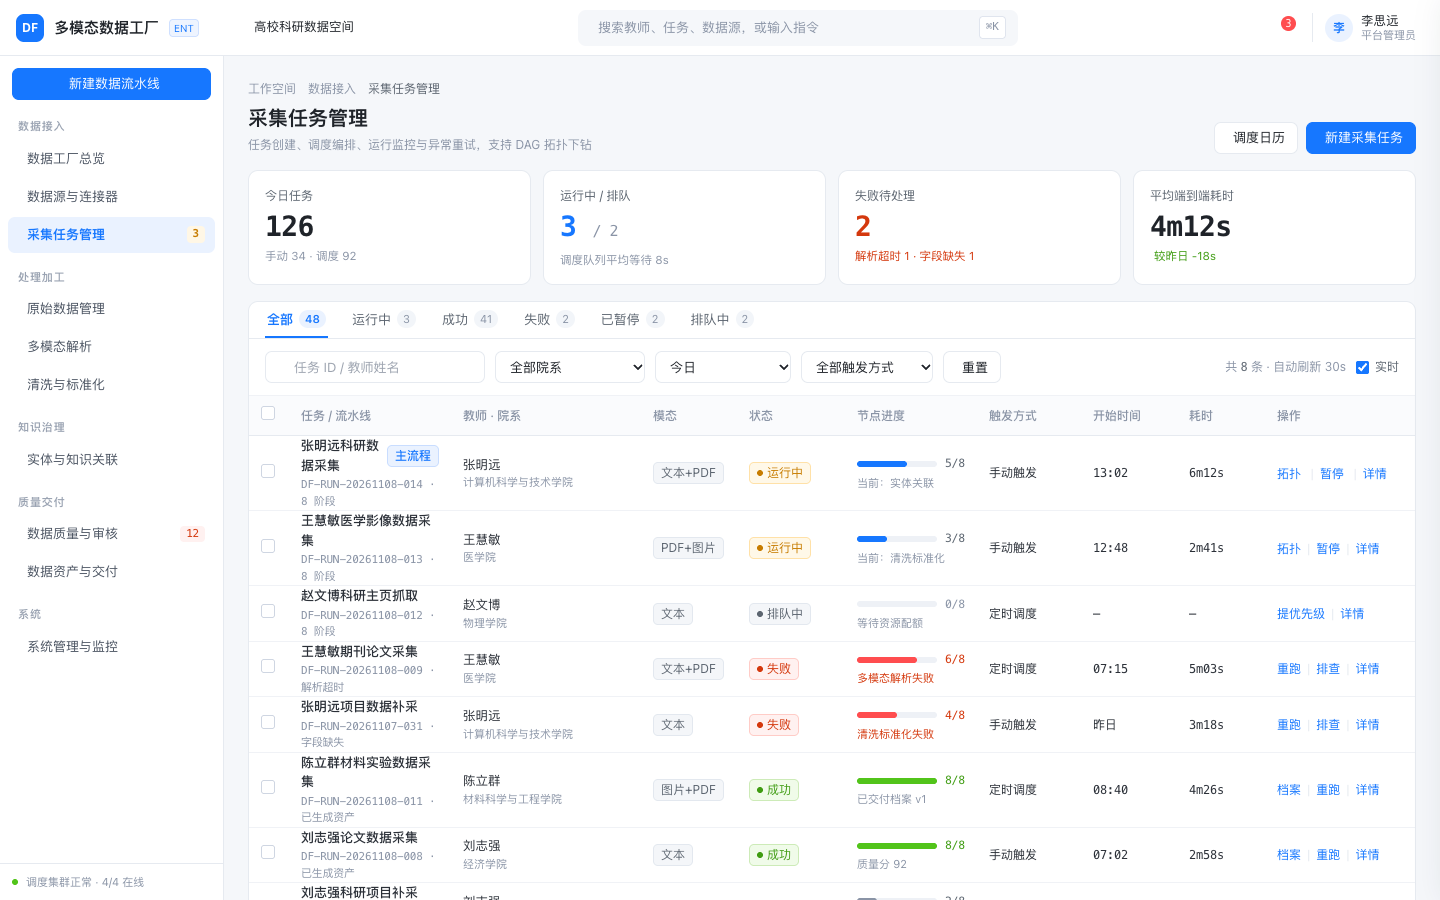 DF 多模态数据工厂 ENT 高校科研数据空间 搜索教师、任务、数据源，或输入指令 ⌘K 3 李 李思远
平台管理员
新建数据流水线
数据接入
数据工厂总览
数据源与连接器
采集任务管理 3
处理加工
原始数据管理
多模态解析
清洗与标准化
知识治理
实体与知识关联
质量交付
数据质量与审核 12
数据资产与交付
系统
系统管理与监控
调度集群正常 · 4/4 在线
工作空间 数据接入 采集任务管理
采集任务管理
任务创建、调度编排、运行监控与异常重试，支持 DAG 拓扑下钻
调度日历 新建采集任务
今日任务
126
手动 34 · 调度 92
运行中 / 排队
3 / 2
调度队列平均等待 8s
失败待处理
2
解析超时 1 · 字段缺失 1
平均端到端耗时
4m12s
较昨日 -18s
全部 48 运行中 3 成功 41 失败 2 已暂停 2 排队中 2
任务 ID / 教师姓名 全部院系 今日 全部触发方式 重置 共 8 条 · 自动刷新 30s 实时
任务 / 流水线 教师 · 院系 模态 状态 节点进度 触发方式 开始时间 耗时 操作
张明远科研数
据采集 主流程
DF-RUN-20261108-014 ·
8 阶段
张明远
计算机科学与技术学院
文本+PDF 运行中 5/8
当前：实体关联
手动触发 13:02 6m12s 拓扑 暂停 详情
王慧敏医学影像数据采
集
DF-RUN-20261108-013 ·
8 阶段
王慧敏
医学院
PDF+图片 运行中 3/8
当前：清洗标准化
手动触发 12:48 2m41s 拓扑 暂停 详情
赵文博科研主页抓取
DF-RUN-20261108-012 ·
8 阶段
赵文博
物理学院
文本 排队中 0/8
等待资源配额
定时调度 — — 提优先级 详情
王慧敏期刊论文采集
DF-RUN-20261108-009 ·
解析超时
王慧敏
医学院
文本+PDF 失败 6/8
多模态解析失败
定时调度 07:15 5m03s 重跑 排查 详情
张明远项目数据补采
DF-RUN-20261107-031 ·
字段缺失
张明远
计算机科学与技术学院
文本 失败 4/8
清洗标准化失败
手动触发 昨日 3m18s 重跑 排查 详情
陈立群材料实验数据采
集
DF-RUN-20261108-011 ·
已生成资产
陈立群
材料科学与工程学院
图片+PDF 成功 8/8
已交付档案 v1
定时调度 08:40 4m26s 档案 重跑 详情
刘志强论文数据采集
DF-RUN-20261108-008 ·
已生成资产
刘志强
经济学院
文本 成功 8/8
质量分 92
手动触发 07:02 2m58s 档案 重跑 详情
刘志强科研项目补采